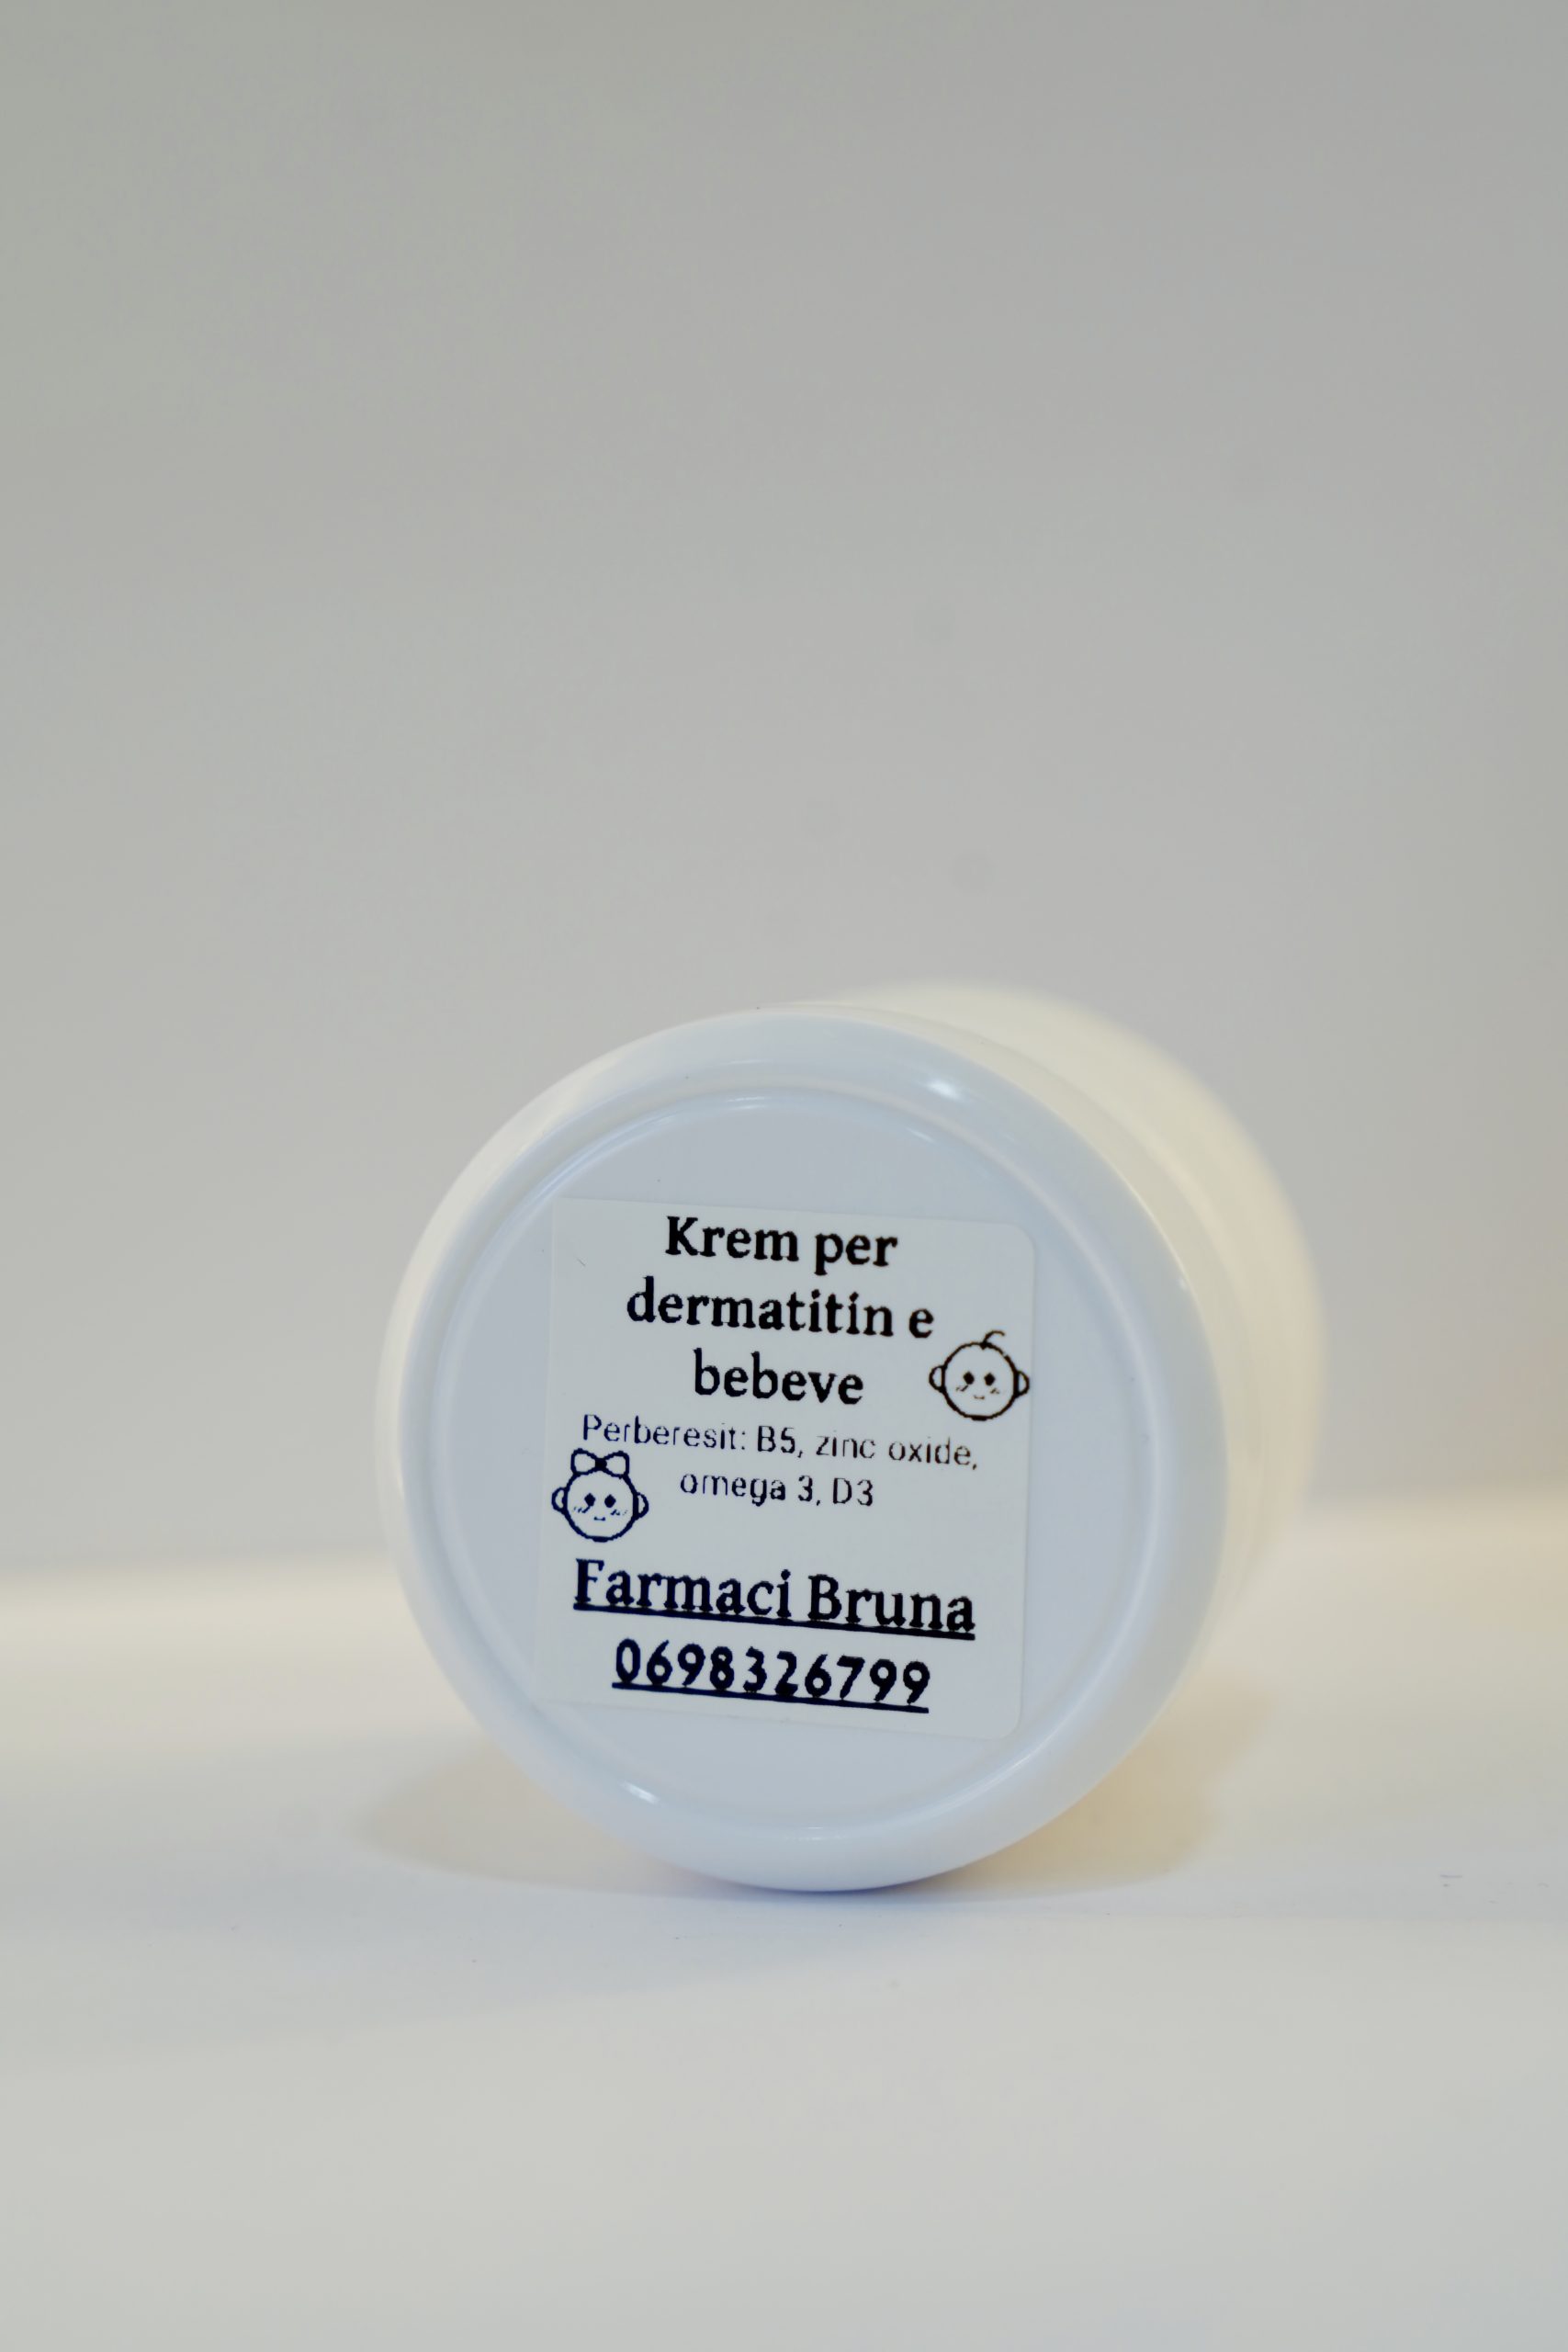 Krem per
dermatitin e
bebeve
Perberesit: B5, zinc oxide,
omega 3, D3
Farmaci Bruna
0698326799